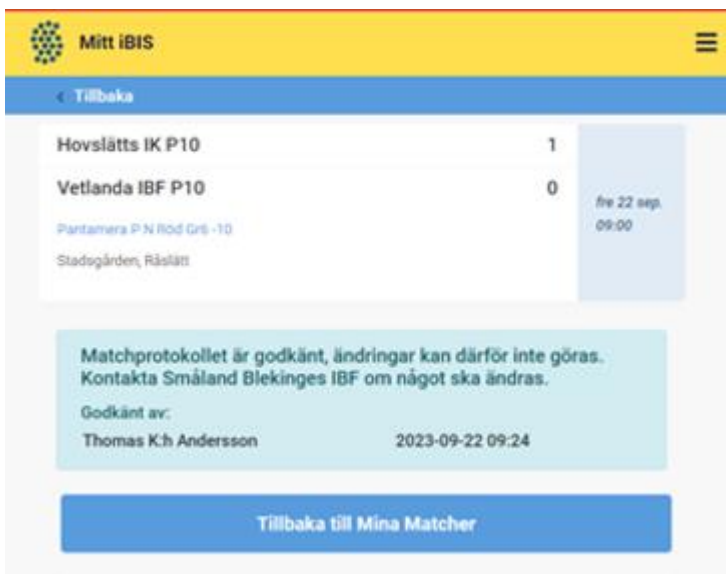 Mitt iBIS
‹ Tillbaka
Hovslätts IK P10 1
Vetlanda IBF P10 0
fre 22 sep.
09:00
Pantamera P N Röd Grö -10
Stadsgården, Råslätt
Matchprotokollet är godkänt, ändringar kan därför inte göras.
Kontakta Småland Blekinges IBF om något ska ändras.
Godkänt av:
Thomas K:h Andersson 2023-09-22 09:24
Tillbaka till Mina Matcher